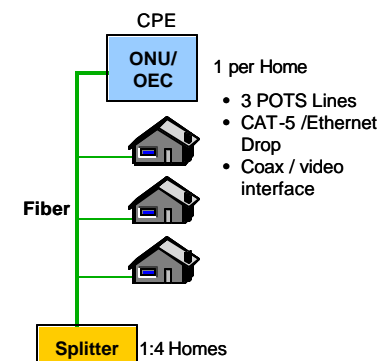 CPE
ONU/
OEC
1 per Home
• 3 POTS Lines
• CAT-5 /Ethernet
Drop
• Coax / video
interface
Fiber
Splitter
1:4 Homes